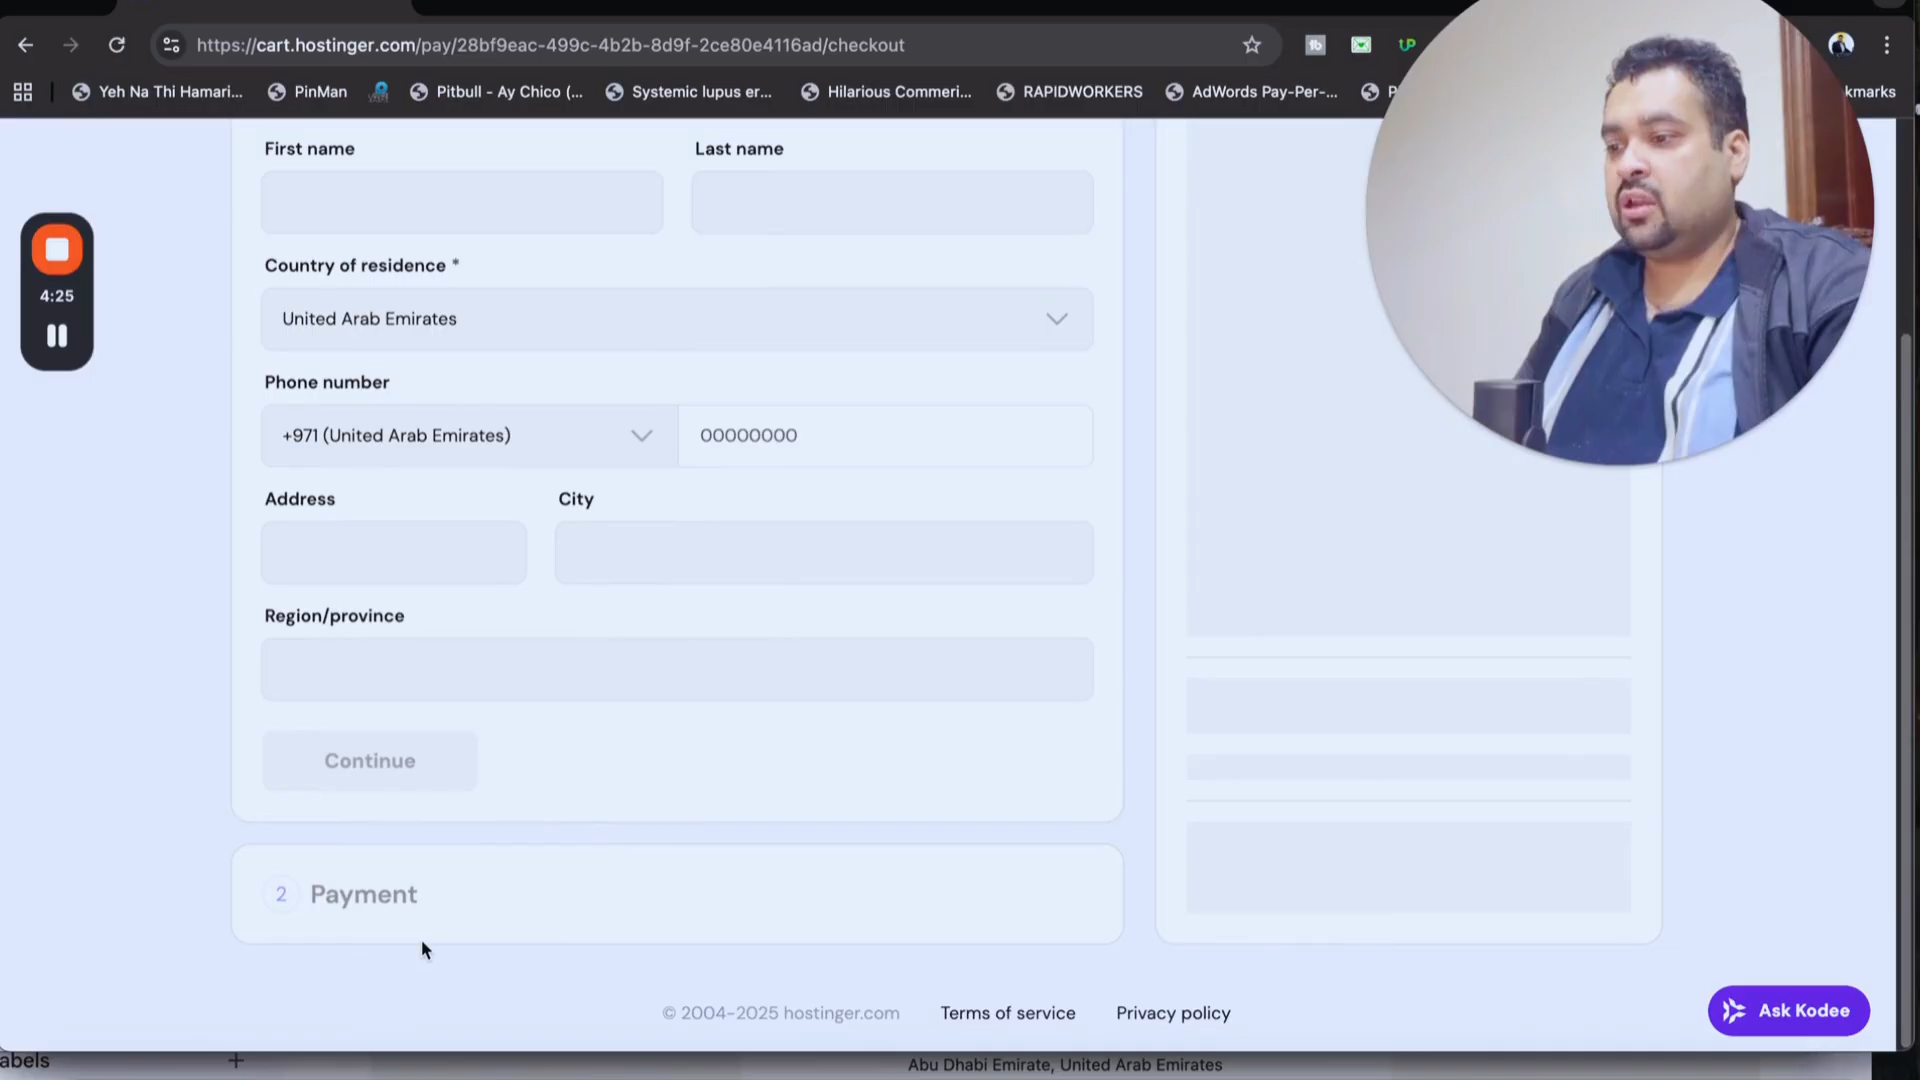 https://cart.hostinger.com/pay/28bf9eac-499c-4b2b-8d9f-2ce80e4116ad/checkout
fb
UP
Yeh Na Thi Hamari...
PinMan
Pitbull - Ay Chico (...
Systemic lupus er...
Hilarious Commeri...
RAPIDWORKERS
AdWords Pay-Per-...
P
kmarks
First name
Last name
4:25
Country of residence *
United Arab Emirates
Phone number
+971 (United Arab Emirates)
00000000
Address
City
Region/province
Continue
2 Payment
© 2004-2025 hostinger.com
Terms of service
Privacy policy
Ask Kodee
abels
+
Abu Dhabi Emirate, United Arab Emirates